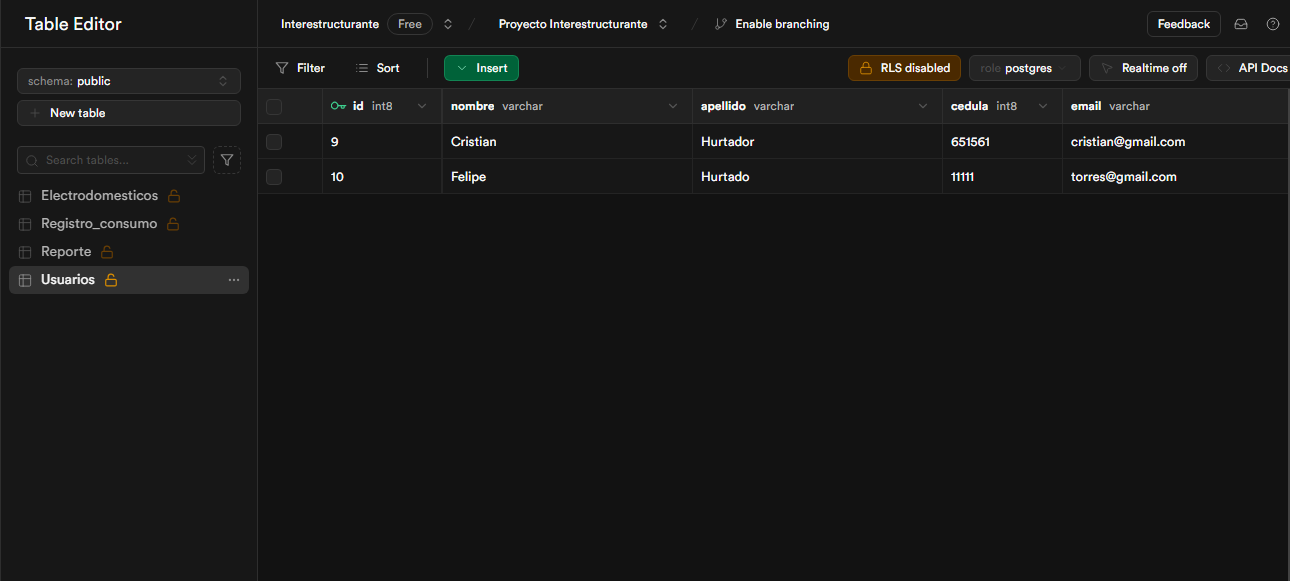 Table Editor
Interestructurante Free / Proyecto Interestructurante / Enable branching Feedback
schema: public
New table
Search tables...
Electrodomesticos
Registro_consumo
Reporte
Usuarios
Filter Sort Insert RLS disabled role postgres Realtime off API Docs
id int8 nombre varchar apellido varchar cedula int8 email varchar
9 Cristian Hurtador 651561 cristian@gmail.com
10 Felipe Hurtado 11111 torres@gmail.com